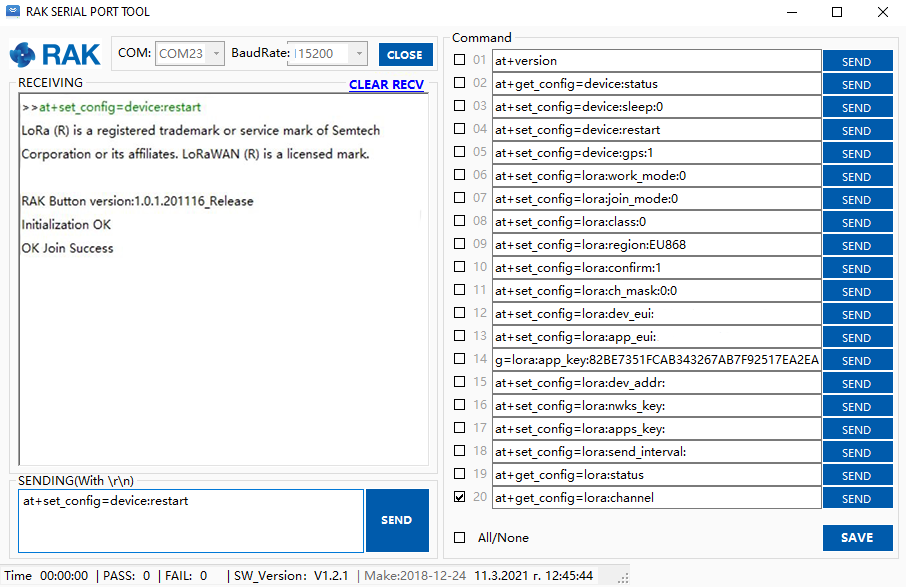 RAK SERIAL PORT TOOL
RAK
COM: COM23 BaudRate: 115200 CLOSE
RECEIVING CLEAR RECV
>>at+set_config=device:restart
LoRa (R) is a registered trademark or service mark of Semtech
Corporation or its affiliates. LoRaWAN (R) is a licensed mark.
RAK Button version:1.0.1.201116_Release
Initialization OK
OK Join Success
SENDING(With \r\n)
at+set_config=device:restart
SEND
Command
01 at+version SEND
02 at+get_config=device:status SEND
03 at+set_config=device:sleep:0 SEND
04 at+set_config=device:restart SEND
05 at+set_config=device:gps:1 SEND
06 at+set_config=lora:work_mode:0 SEND
07 at+set_config=lora:join_mode:0 SEND
08 at+set_config=lora:class:0 SEND
09 at+set_config=lora:region:EU868 SEND
10 at+set_config=lora:confirm:1 SEND
11 at+set_config=lora:ch_mask:0:0 SEND
12 at+set_config=lora:dev_eui: SEND
13 at+set_config=lora:app_eui: SEND
14 g=lora:app_key:82BE7351FCAB343267AB7F92517EA2EA SEND
15 at+set_config=lora:dev_addr: SEND
16 at+set_config=lora:nwks_key: SEND
17 at+set_config=lora:apps_key: SEND
18 at+set_config=lora:send_interval: SEND
19 at+get_config=lora:status SEND
20 at+get_config=lora:channel SEND
All/None SAVE
Time 00:00:00 | PASS: 0 | FAIL: 0 | SW_Version: V1.2.1 | Make:2018-12-24 11.3.2021 г. 12:45:44